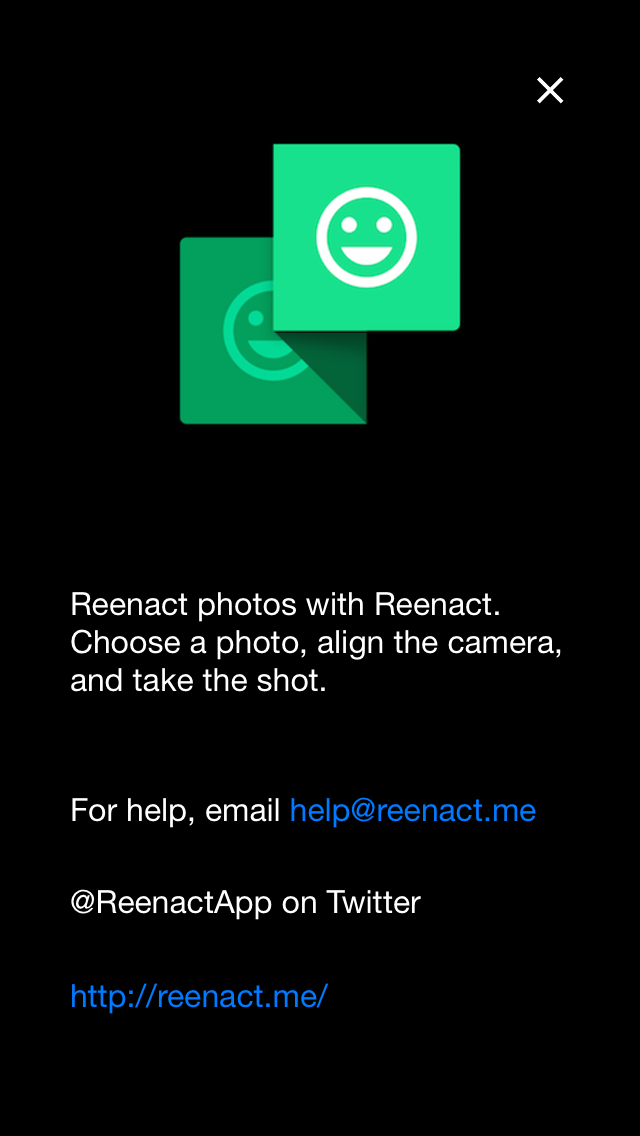 Reenact photos with Reenact.
Choose a photo, align the camera,
and take the shot.
For help, email help@reenact.me
@ReenactApp on Twitter
http://reenact.me/